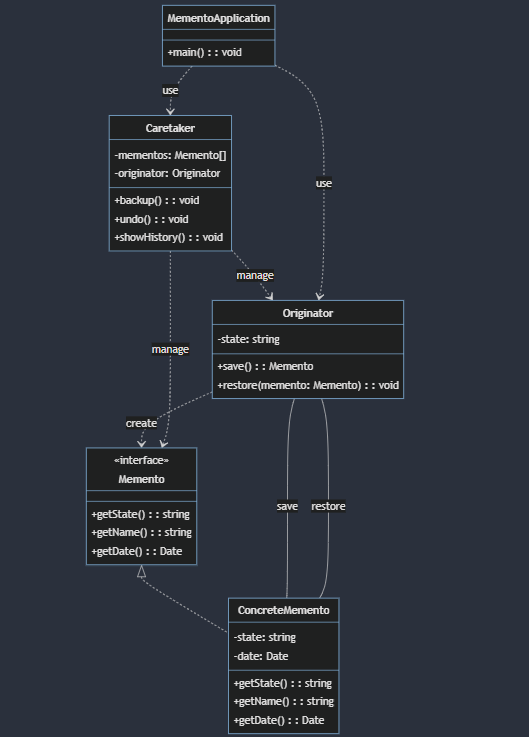 MementoApplication
+main() : : void
use
Caretaker
-mementos: Memento[]
-originator: Originator
+backup() : : void
+undo() : : void
+showHistory() : : void
use
manage
Originator
-state: string
+save() : : Memento
+restore(memento: Memento) : : void
manage
create
«interface»
Memento
+getState() : : string
+getName() : : string
+getDate() : : Date
save
restore
ConcreteMemento
-state: string
-date: Date
+getState() : : string
+getName() : : string
+getDate() : : Date